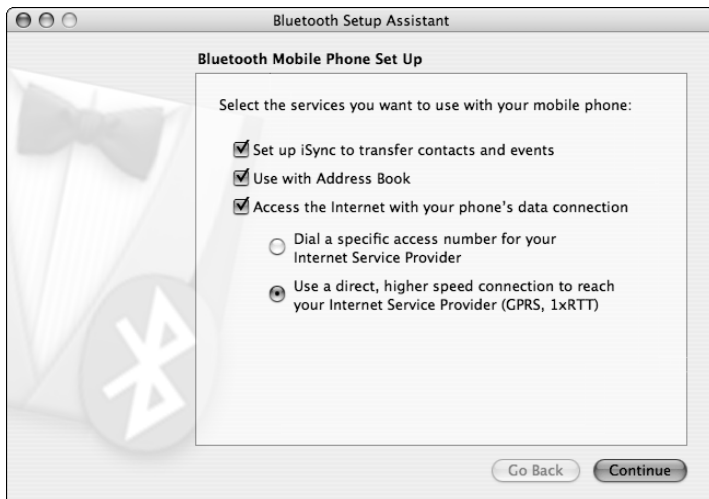 Bluetooth Setup Assistant
Bluetooth Mobile Phone Set Up
Select the services you want to use with your mobile phone:
Set up iSync to transfer contacts and events
Use with Address Book
Access the Internet with your phone's data connection
Dial a specific access number for your
Internet Service Provider
Use a direct, higher speed connection to reach
your Internet Service Provider (GPRS, 1xRTT)
Go Back
Continue